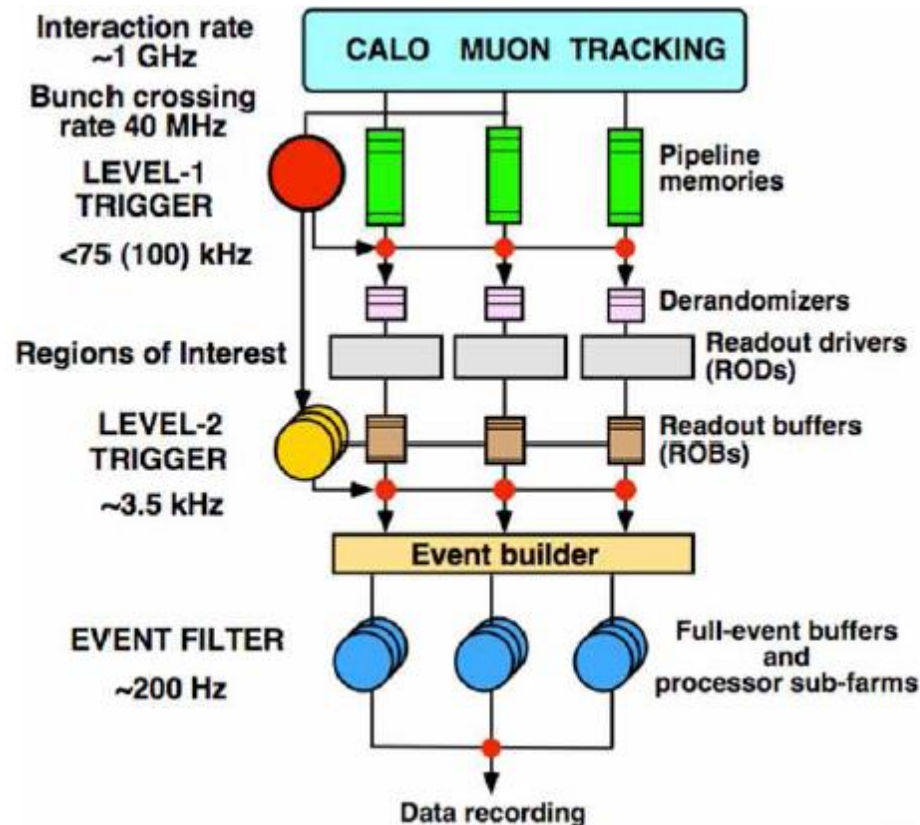 Interaction rate
~1 GHz
CALO MUON TRACKING
Bunch crossing
rate 40 MHz
LEVEL-1
TRIGGER
<75 (100) kHz
Pipeline
memories
Derandomizers
Regions of Interest
Readout drivers
(RODs)
LEVEL-2
TRIGGER
~3.5 kHz
Readout buffers
(ROBs)
Event builder
EVENT FILTER
~200 Hz
Full-event buffers
and
processor sub-farms
Data recording